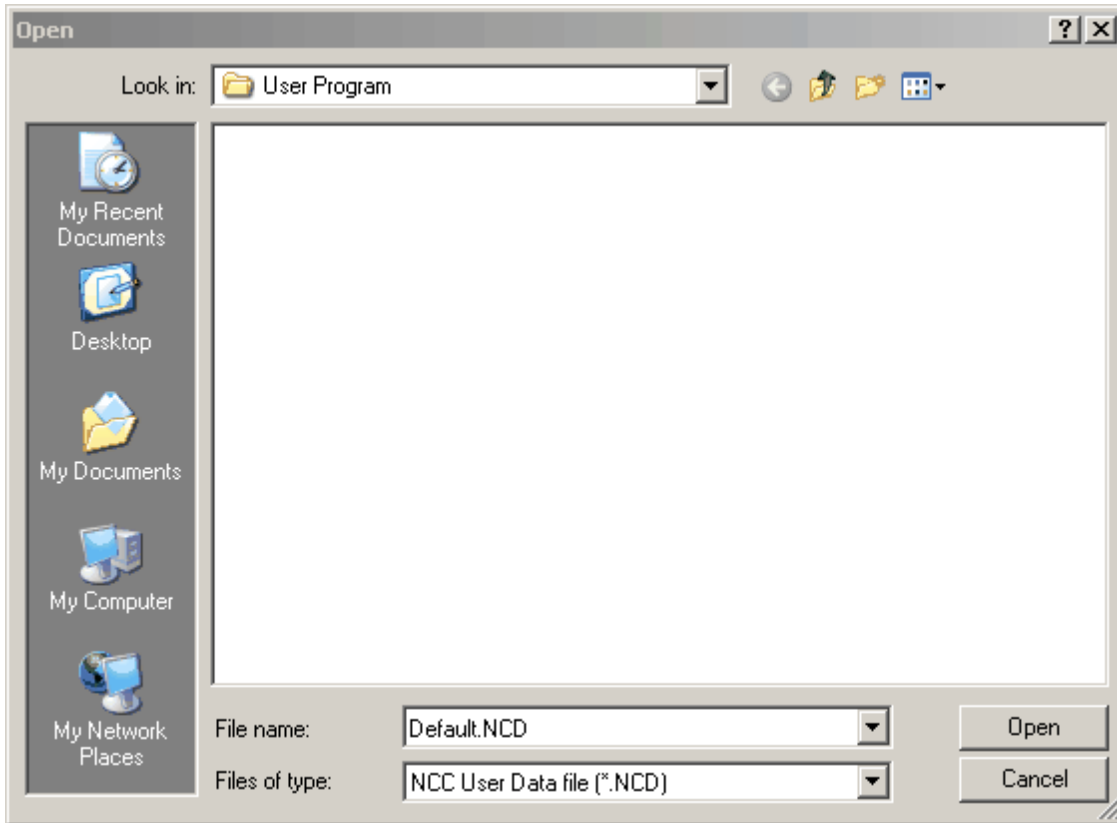 Open
Look in: User Program
My Recent
Documents
Desktop
My Documents
My Computer
My Network
Places
File name: Default.NCD Open
Files of type: NCC User Data file (*.NCD) Cancel